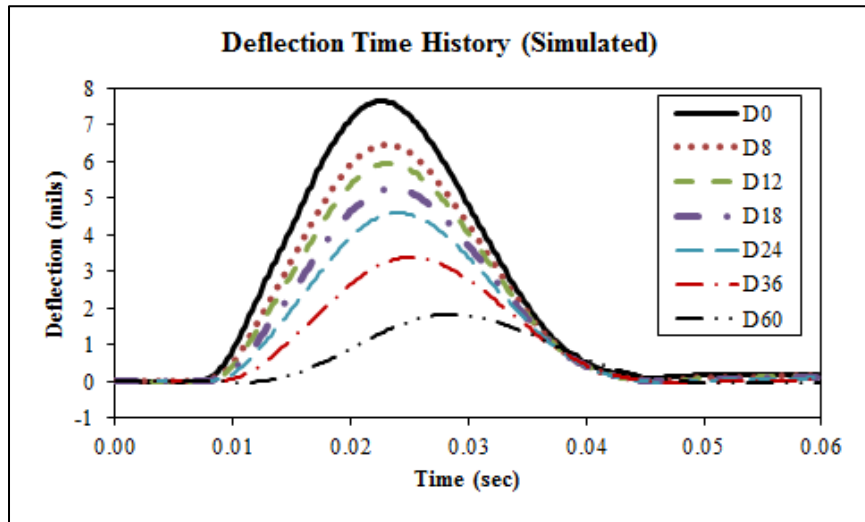 Deflection Time History (Simulated)
8
7
6
5
4
3
2
1
0
-1
Deflection (mils)
0.00 0.01 0.02 0.03 0.04 0.05 0.06
Time (sec)
D0
D8
D12
D18
D24
D36
D60